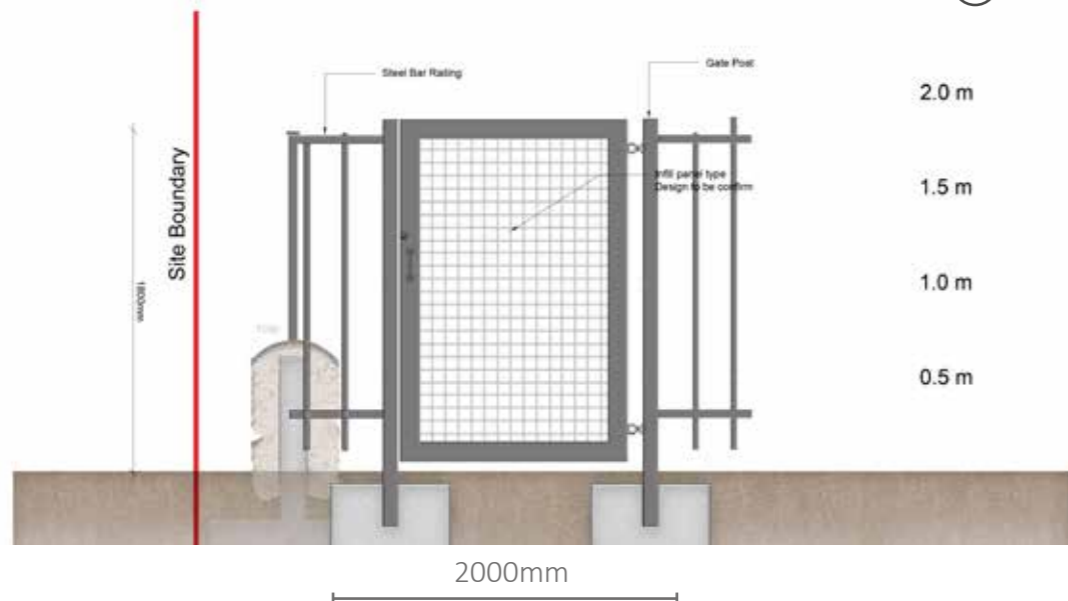 Steel Bar Railing
Gate Post
2.0 m
Site Boundary
Infill panel type
Design to be confirm
1.5 m
1.0 m
1800mm
0.5 m
2000mm